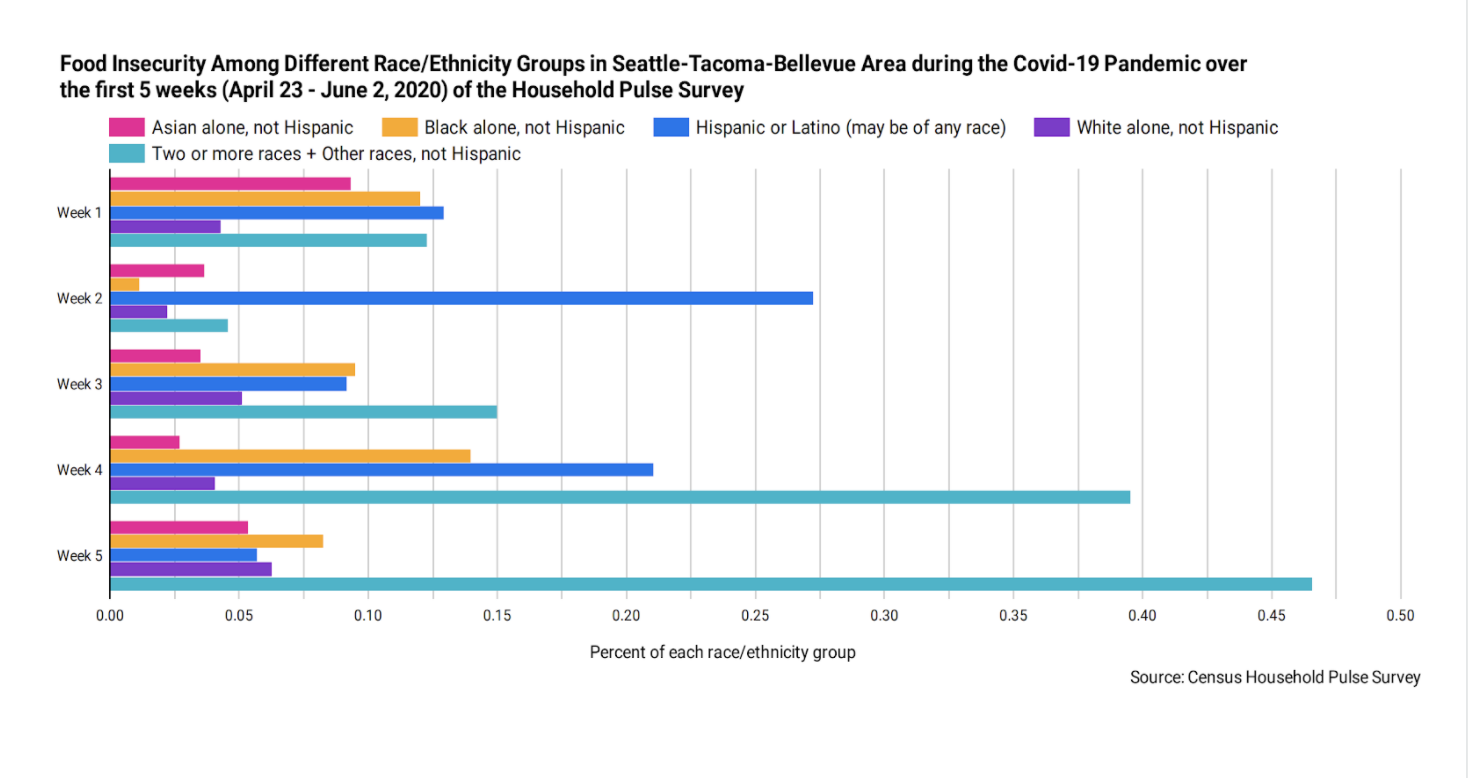 Food Insecurity Among Different Race/Ethnicity Groups in Seattle-Tacoma-Bellevue Area during the Covid-19 Pandemic over
the first 5 weeks (April 23 - June 2, 2020) of the Household Pulse Survey
Asian alone, not Hispanic Black alone, not Hispanic Hispanic or Latino (may be of any race) White alone, not Hispanic
Two or more races + Other races, not Hispanic
Week 1
Week 2
Week 3
Week 4
Week 5
0.00 0.05 0.10 0.15 0.20 0.25 0.30 0.35 0.40 0.45 0.50
Percent of each race/ethnicity group
Source: Census Household Pulse Survey